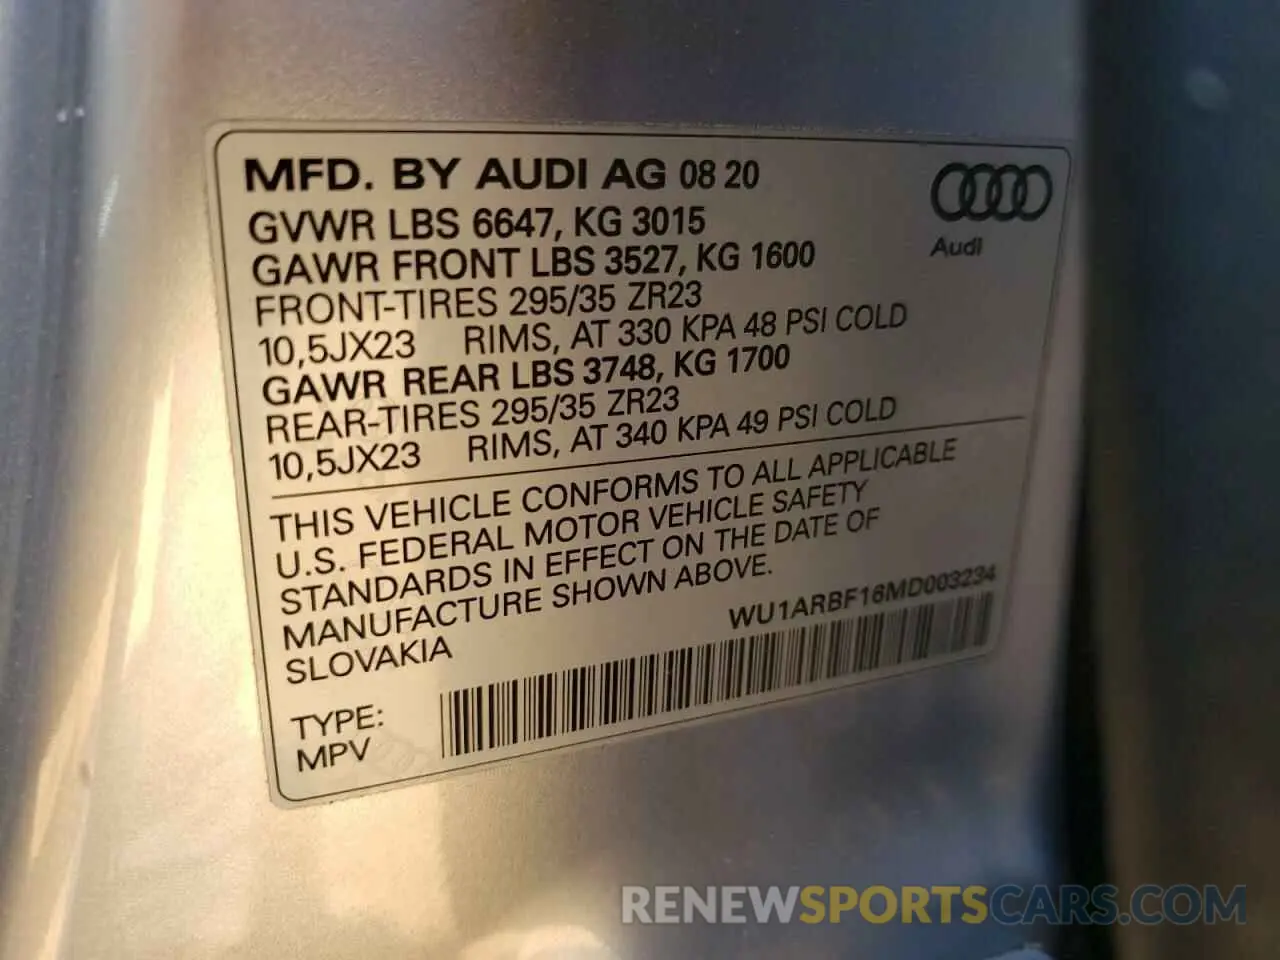 MFD. BY AUDI AG 08 20
GVWR LBS 6647, KG 3015
GAWR FRONT LBS 3527, KG 1600
FRONT-TIRES 295/35 ZR23
10,5JX23 RIMS, AT 330 KPA 48 PSI COLD
GAWR REAR LBS 3748, KG 1700
REAR-TIRES 295/35 ZR23
10,5JX23 RIMS, AT 340 KPA 49 PSI COLD
Audi
THIS VEHICLE CONFORMS TO ALL APPLICABLE
U.S. FEDERAL MOTOR VEHICLE SAFETY
STANDARDS IN EFFECT ON THE DATE OF
MANUFACTURE SHOWN ABOVE.
SLOVAKIA
WU1ARBF16MD003234
TYPE:
MPV
RENEWSPORTSCARS.COM